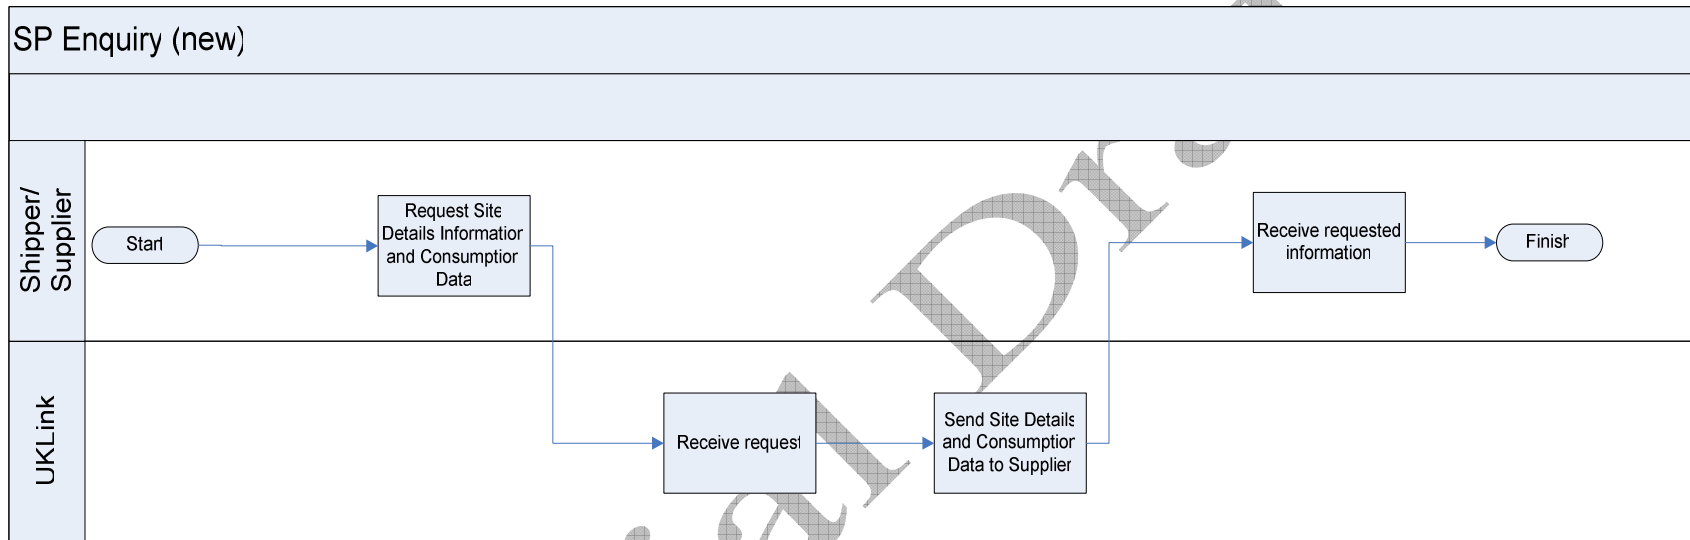 SP Enquiry (new)
Shipper/
Supplier
Start
Request Site
Details Information
and Consumption
Data
Receive requested
information
Finish
UKLink
Receive request
Send Site Details
and Consumption
Data to Supplier